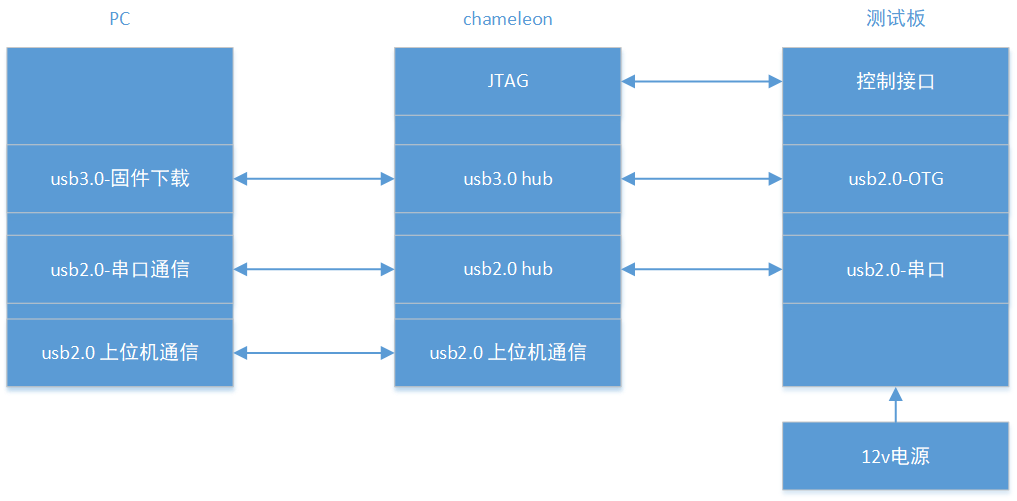 PC
chameleon
测试板
JTAG
控制接口
usb3.0-固件下载
usb3.0 hub
usb2.0-OTG
usb2.0-串口通信
usb2.0 hub
usb2.0-串口
usb2.0 上位机通信
usb2.0 上位机通信
12v电源